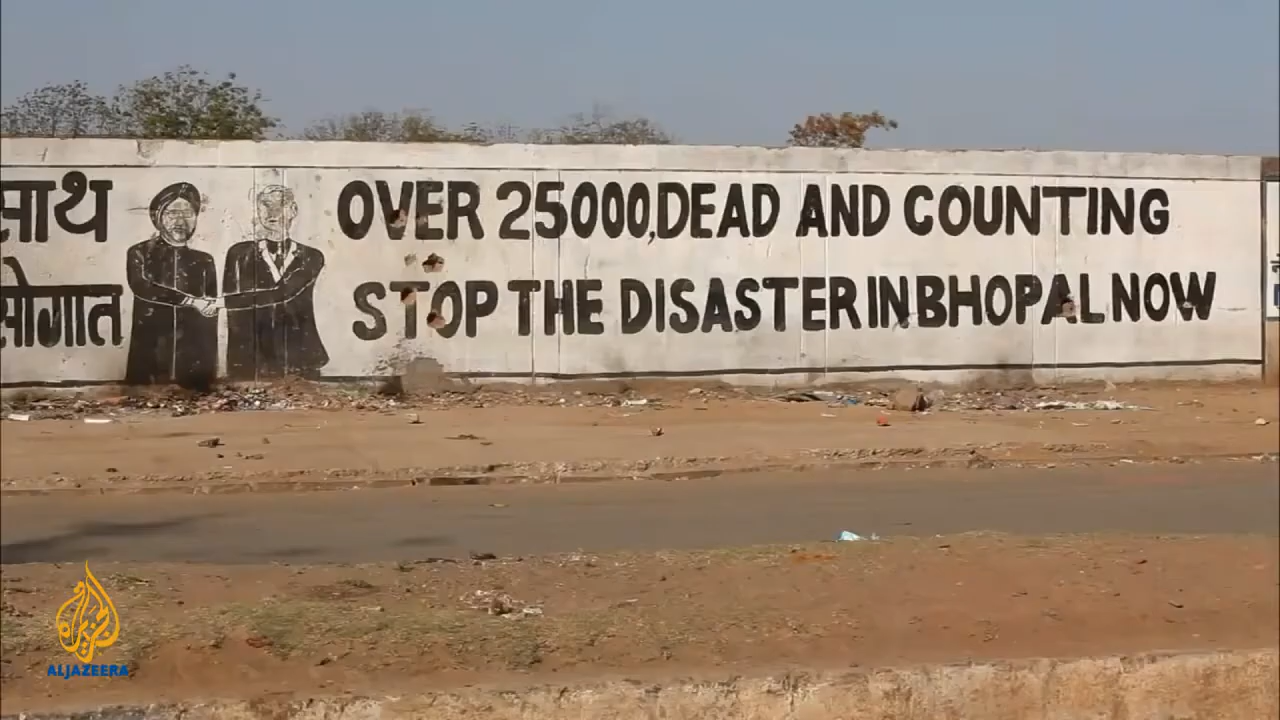 साथ
सौगात
OVER 25000,DEAD AND COUNTING
STOP THE DISASTER IN BHOPAL NOW
ALJAZEERA